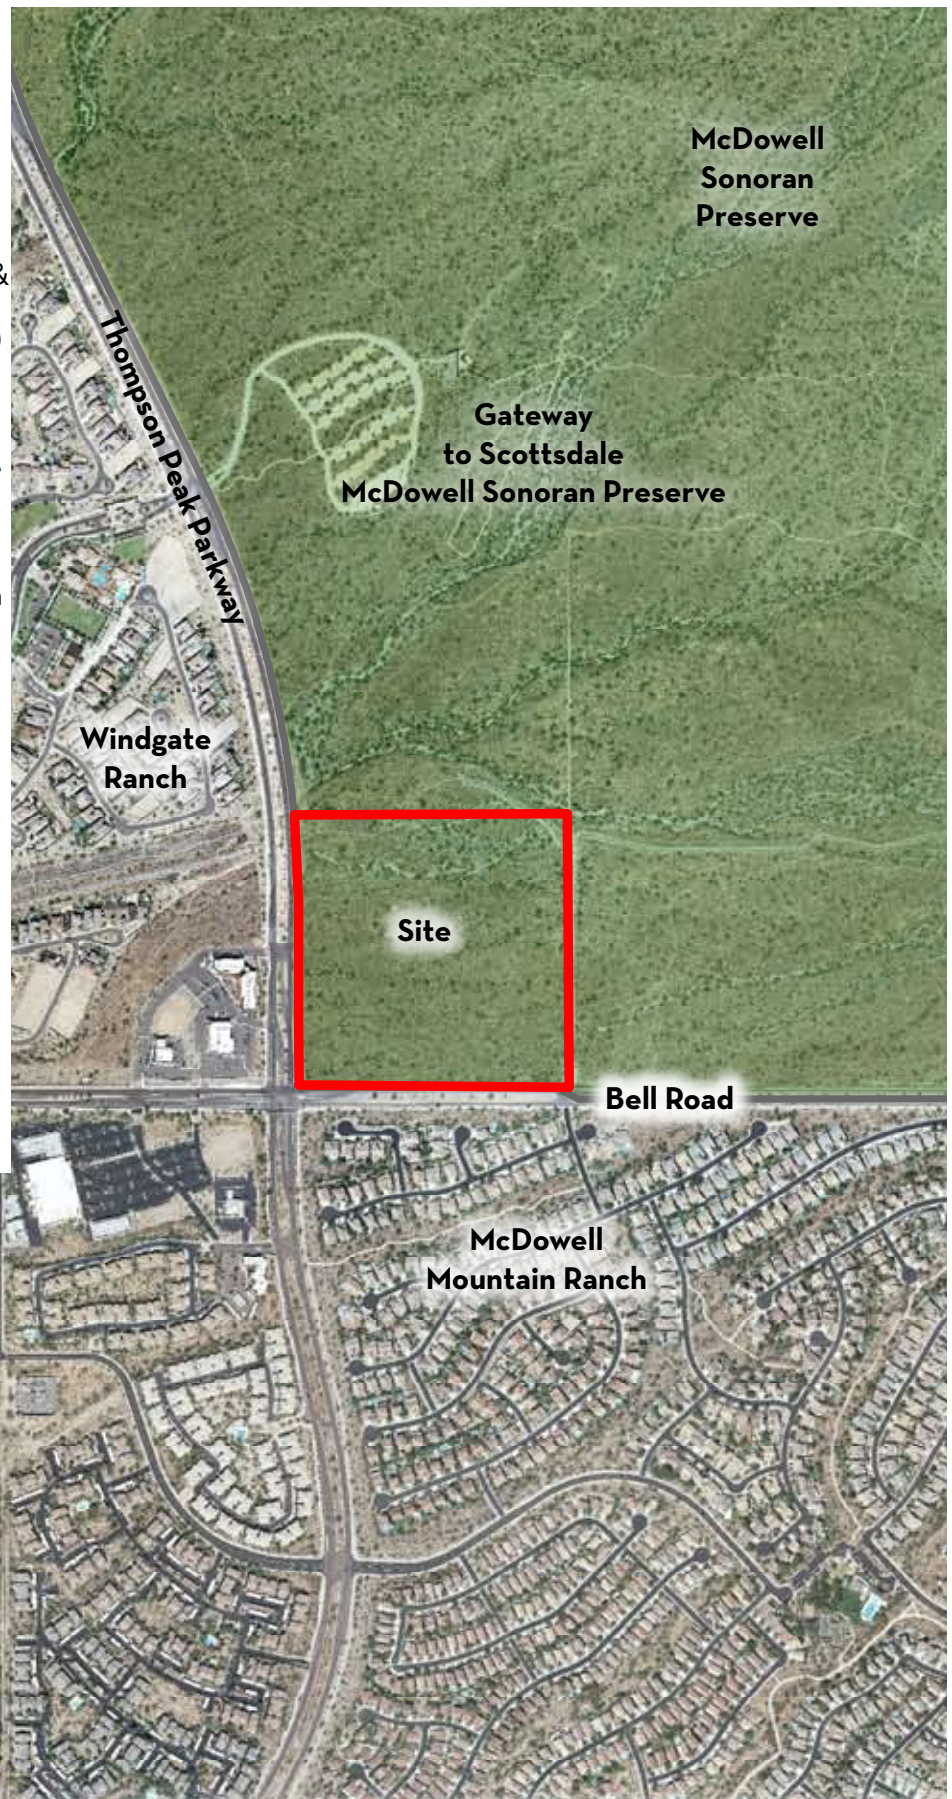 McDowell
Sonoran
Preserve
&
Thompson Peak Parkway
Gateway
to Scottsdale
McDowell Sonoran Preserve
Windgate
Ranch
Site
Bell Road
McDowell
Mountain Ranch